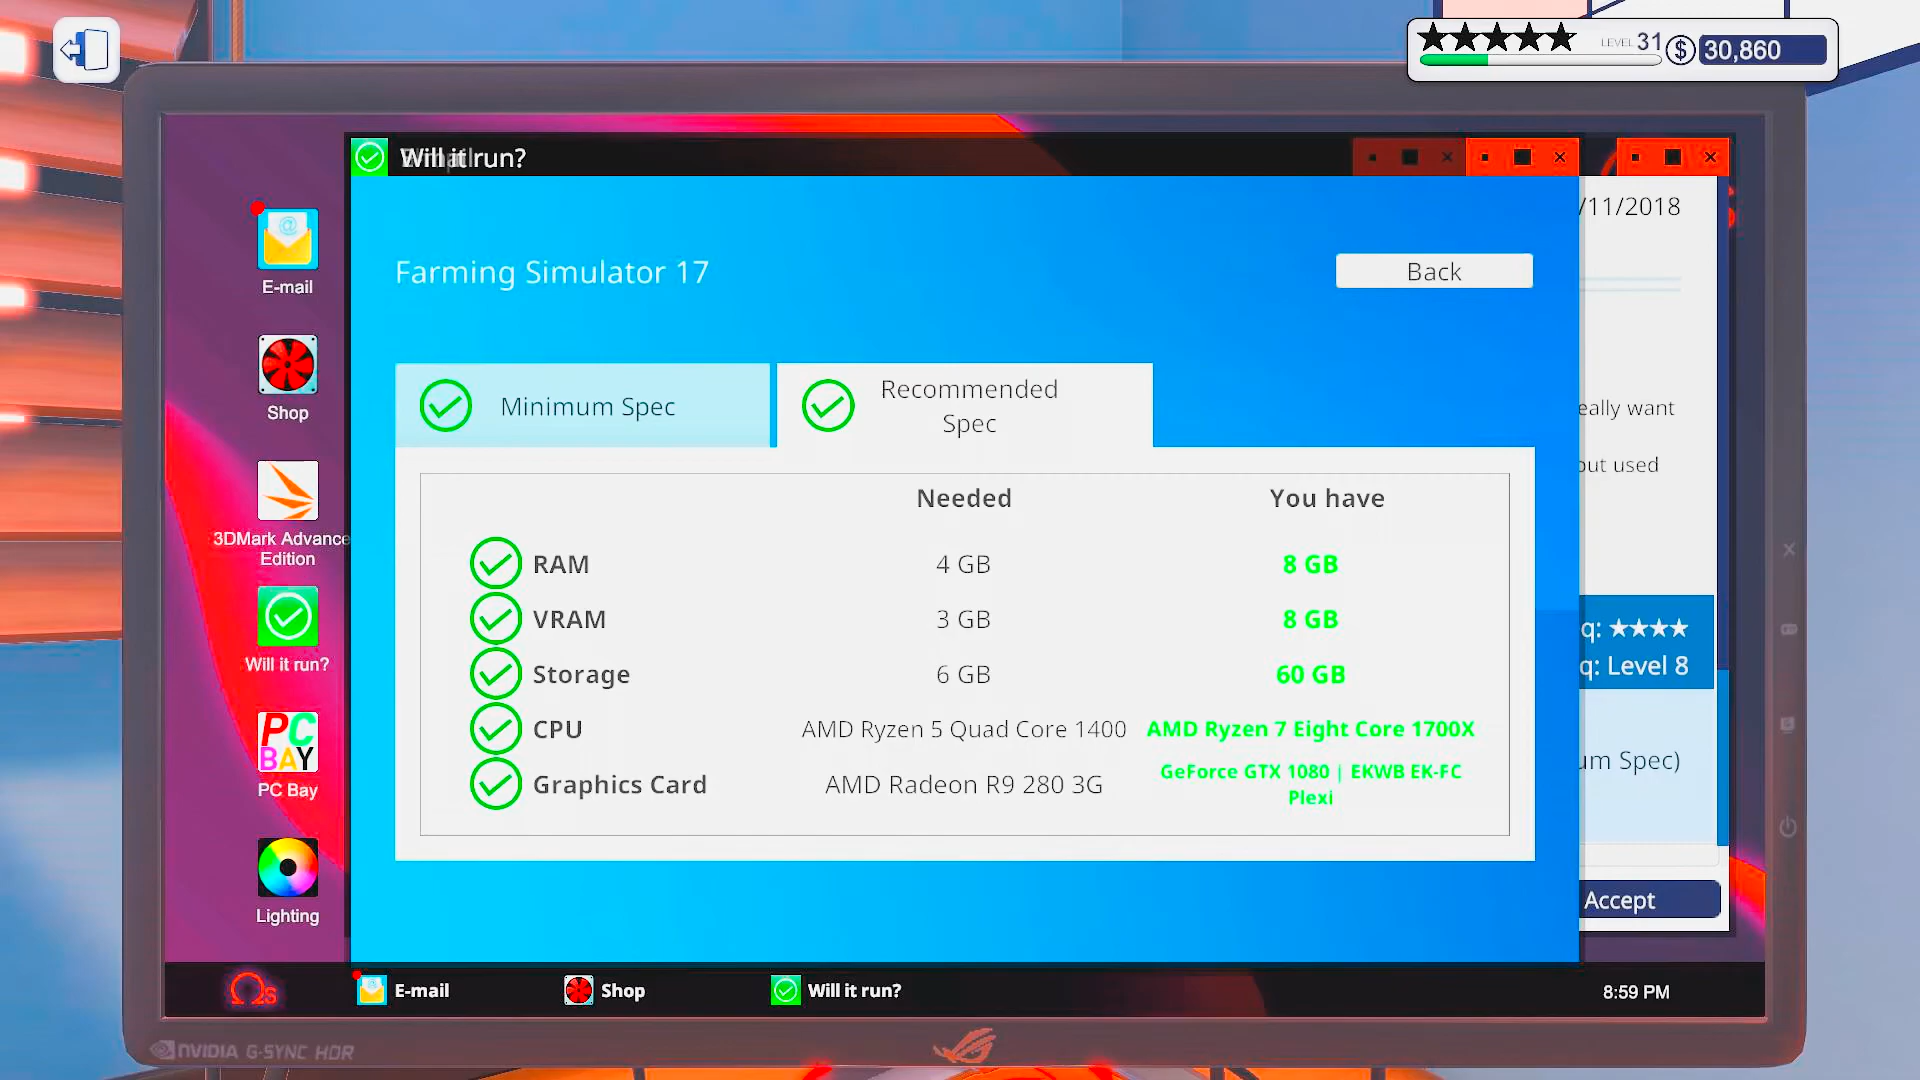 LEVEL 31
$ 30,860
Will it run?
/11/2018
E-mail
Farming Simulator 17
Back
Shop
Minimum Spec
Recommended
Spec
eally want
but used
Needed
You have
3DMark Advance
Edition
RAM
4 GB
8 GB
VRAM
3 GB
8 GB
q: ★★★★
Will it run?
Storage
6 GB
60 GB
q: Level 8
CPU
AMD Ryzen 5 Quad Core 1400
AMD Ryzen 7 Eight Core 1700X
PC
BAY
PC Bay
Graphics Card
AMD Radeon R9 280 3G
GeForce GTX 1080 | EKWB EK-FC
Plexi
um Spec)
Lighting
Accept
Ωs
E-mail
Shop
Will it run?
8:59 PM
NVIDIA G-SYNC HDR